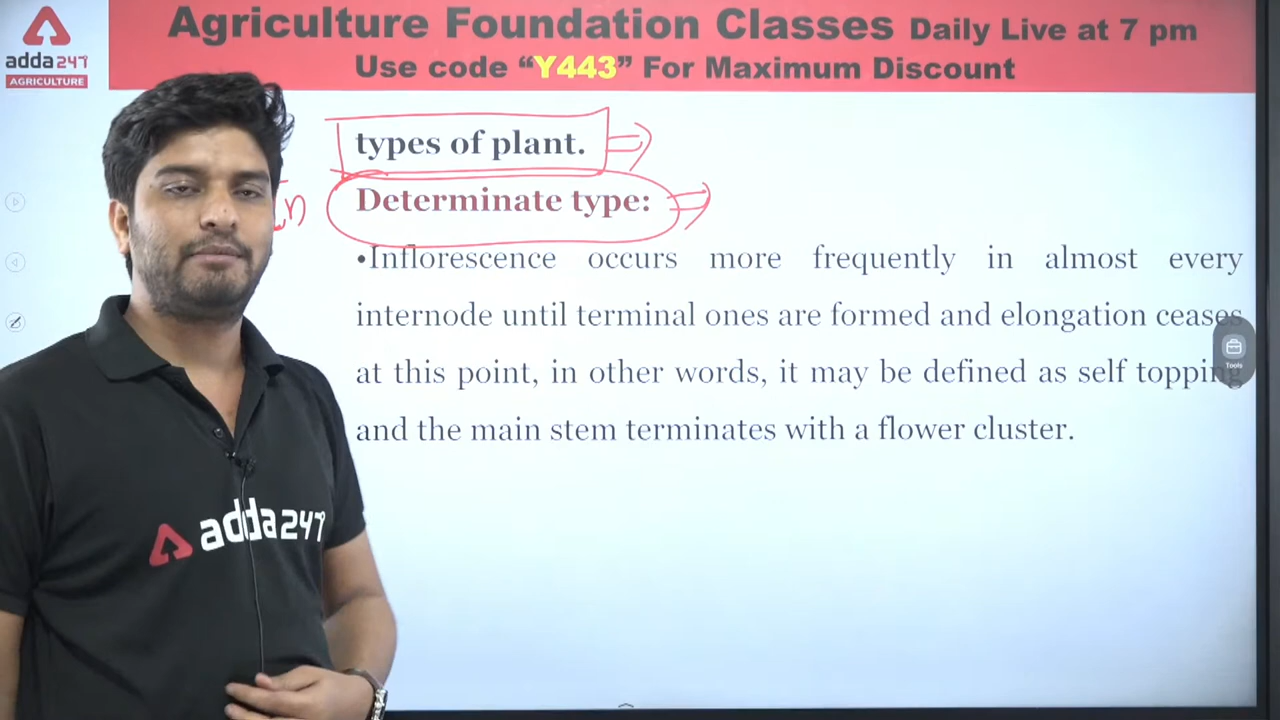 Agriculture Foundation Classes Daily Live at 7 pm
Use code “Y443” For Maximum Discount
adda247
AGRICULTURE
types of plant.
Determinate type:
•Inflorescence occurs more frequently in almost every
internode until terminal ones are formed and elongation ceases
at this point, in other words, it may be defined as self topping
and the main stem terminates with a flower cluster.
Tools
adda247